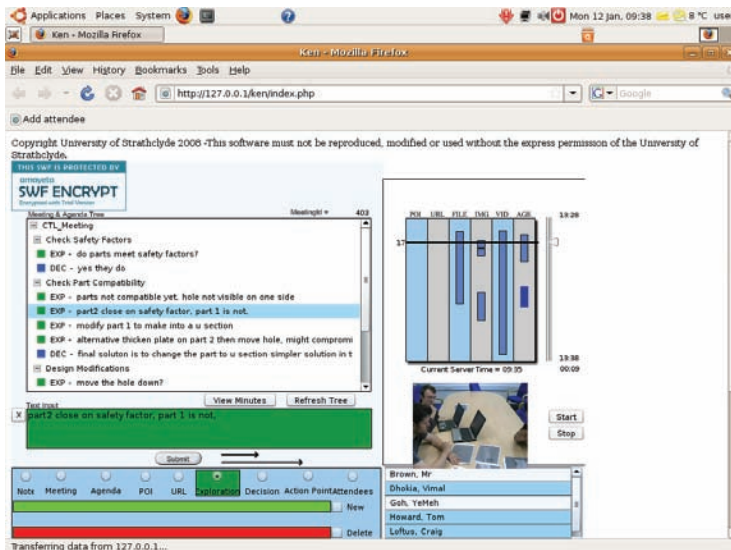 Applications Places System
Mon 12 Jan, 09:38 8 °C user
Ken - Mozilla Firefox
Ken - Mozilla Firefox
File Edit View History Bookmarks Tools Help
http://127.0.0.1/ken/index.php
Google
Add attendee
Copyright University of Strathclyde 2008 -This software must not be reproduced, modified or used without the express permission of the University of
Strathclyde.
THIS SWF IS PROTECTED BY
amayeta
SWF ENCRYPT
Encrypted with Trial Version
Meeting & Agenda Tree
MeetingId = 403
CTL_Meeting
Check Safety Factors
EXP - do parts meet safety factors?
DEC - yes they do
Check Part Compatibility
EXP - parts not compatible yet. hole not visible on one side
EXP - part2 close on safety factor, part 1 is not,
EXP - modify part 1 to make into a u section
EXP - alternative thicken plate on part 2 then move hole, might compromi
DEC - final soluton is to change the part to u section simpler solution in t
Design Modifications
EXP - move the hole down?
View Minutes
Refresh Tree
Text Input
X
part2 close on safety factor, part 1 is not,
Submit
Note Meeting Agenda POI URL Exploration Decision Action Point Attendees
New
Delete
POI URL FILE IMG VID AGE
13:28
17
13:38
00:09
Current Server Time = 09:35
Start
Stop
Brown, Mr
Dhokia, Vimal
Goh, YeMeh
Howard, Tom
Loftus, Craig
Transferring data from 127.0.0.1...